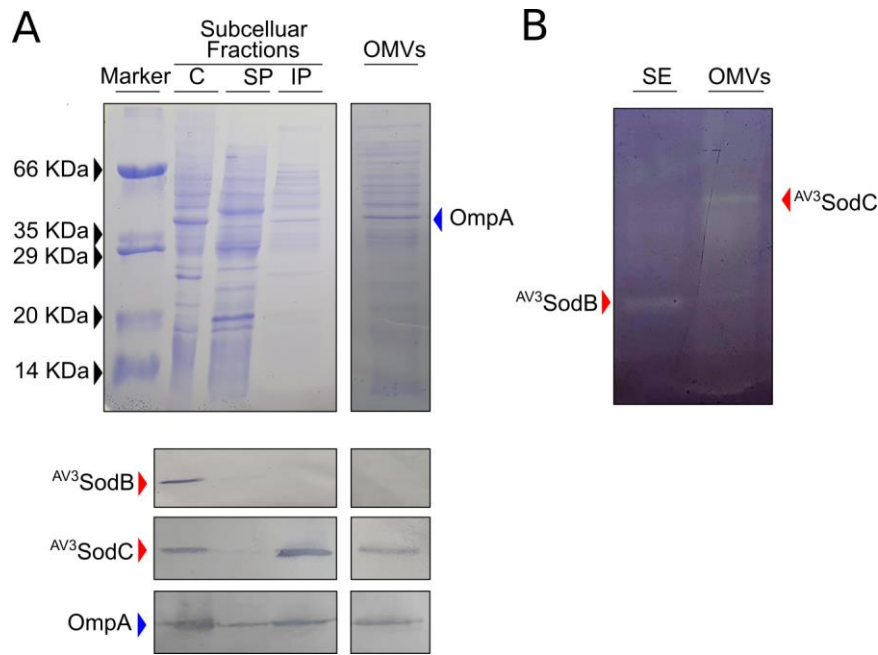 A
Subcelluar
Fractions
OMVs
Marker C SP IP
66 KDa
35 KDa
29 KDa
20 KDa
14 KDa
OmpA
AV3SodB
AV3SodC
OmpA
B
SE OMVs
AV3SodC
AV3SodB